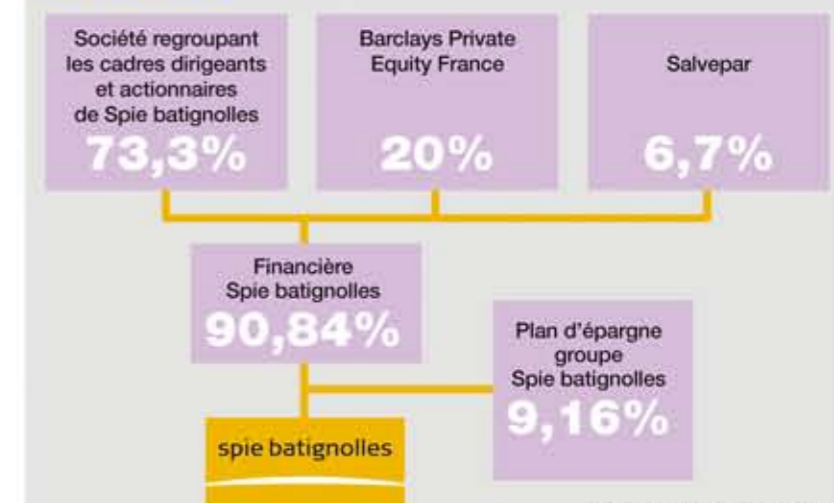 Société regroupant
les cadres dirigeants
et actionnaires
de Spie batignolles
73,3%
Barclays Private
Equity France
20%
Salvepar
6,7%
Financière
Spie batignolles
90,84%
Plan d'épargne
groupe
Spie batignolles
9,16%
spie batignolles